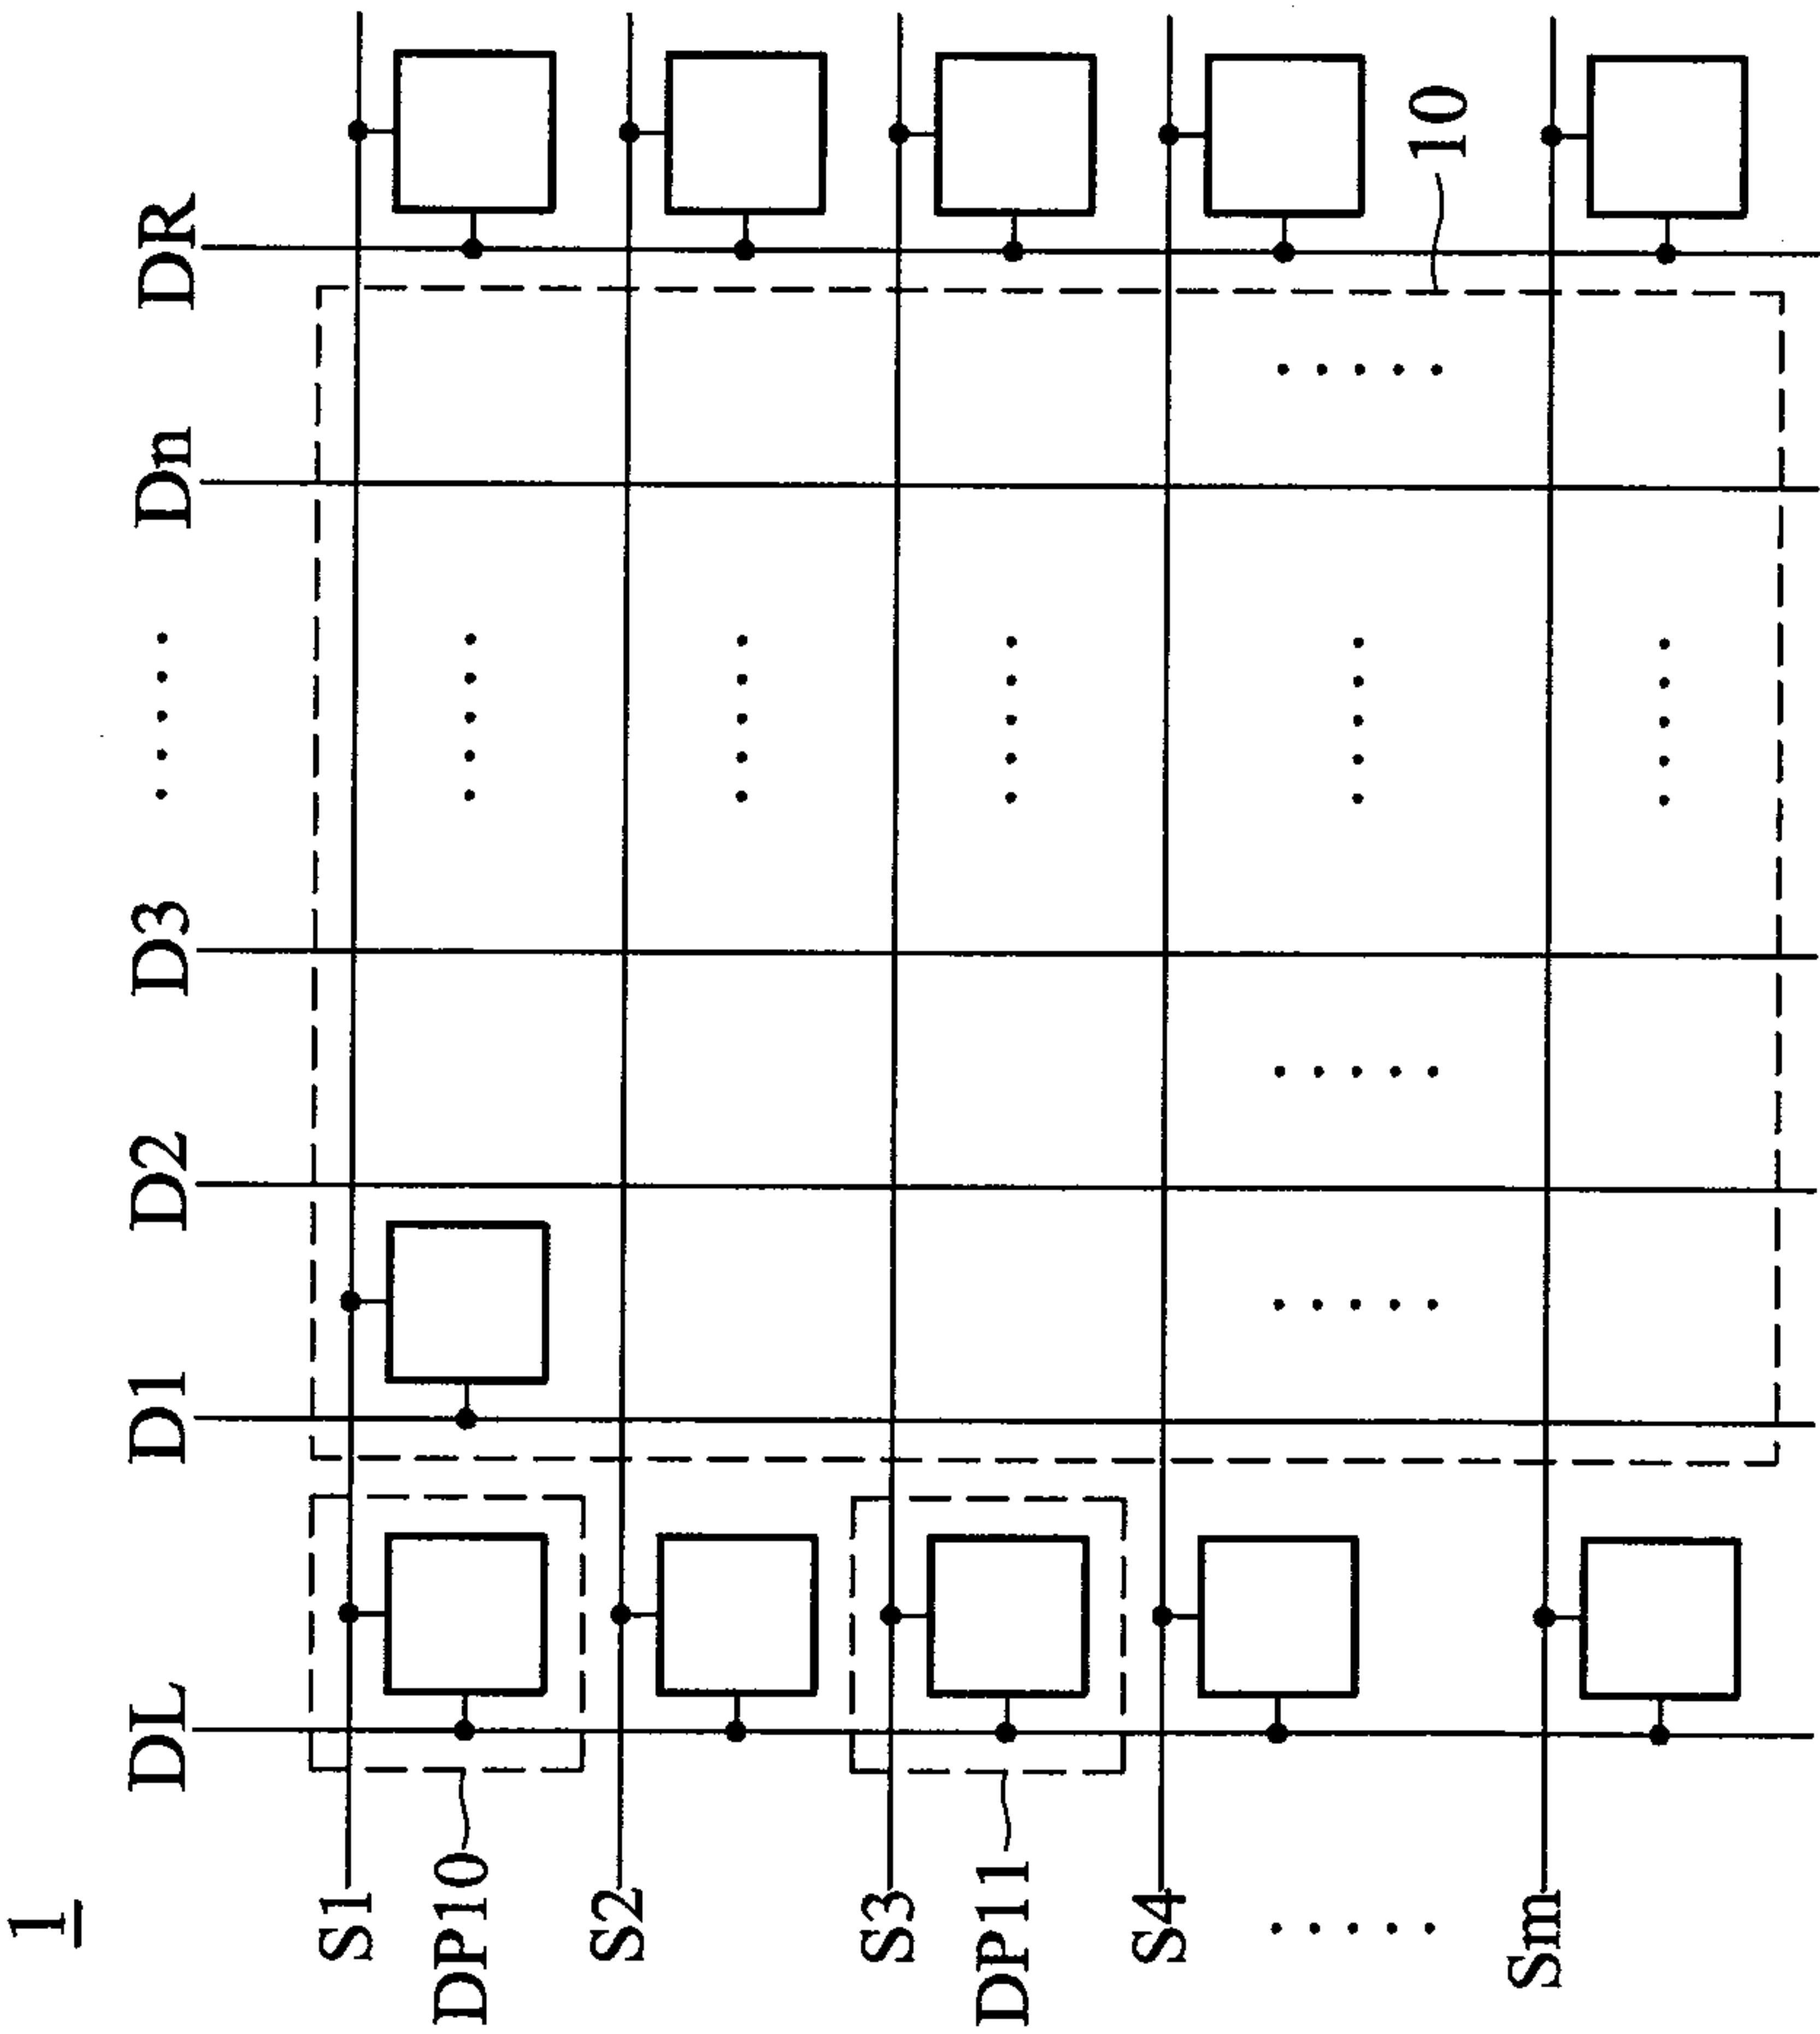 1
DL D1 D2 D3 ..... Dn DR
S1
DP10
S2
S3
DP11
S4
.....
Sm
10